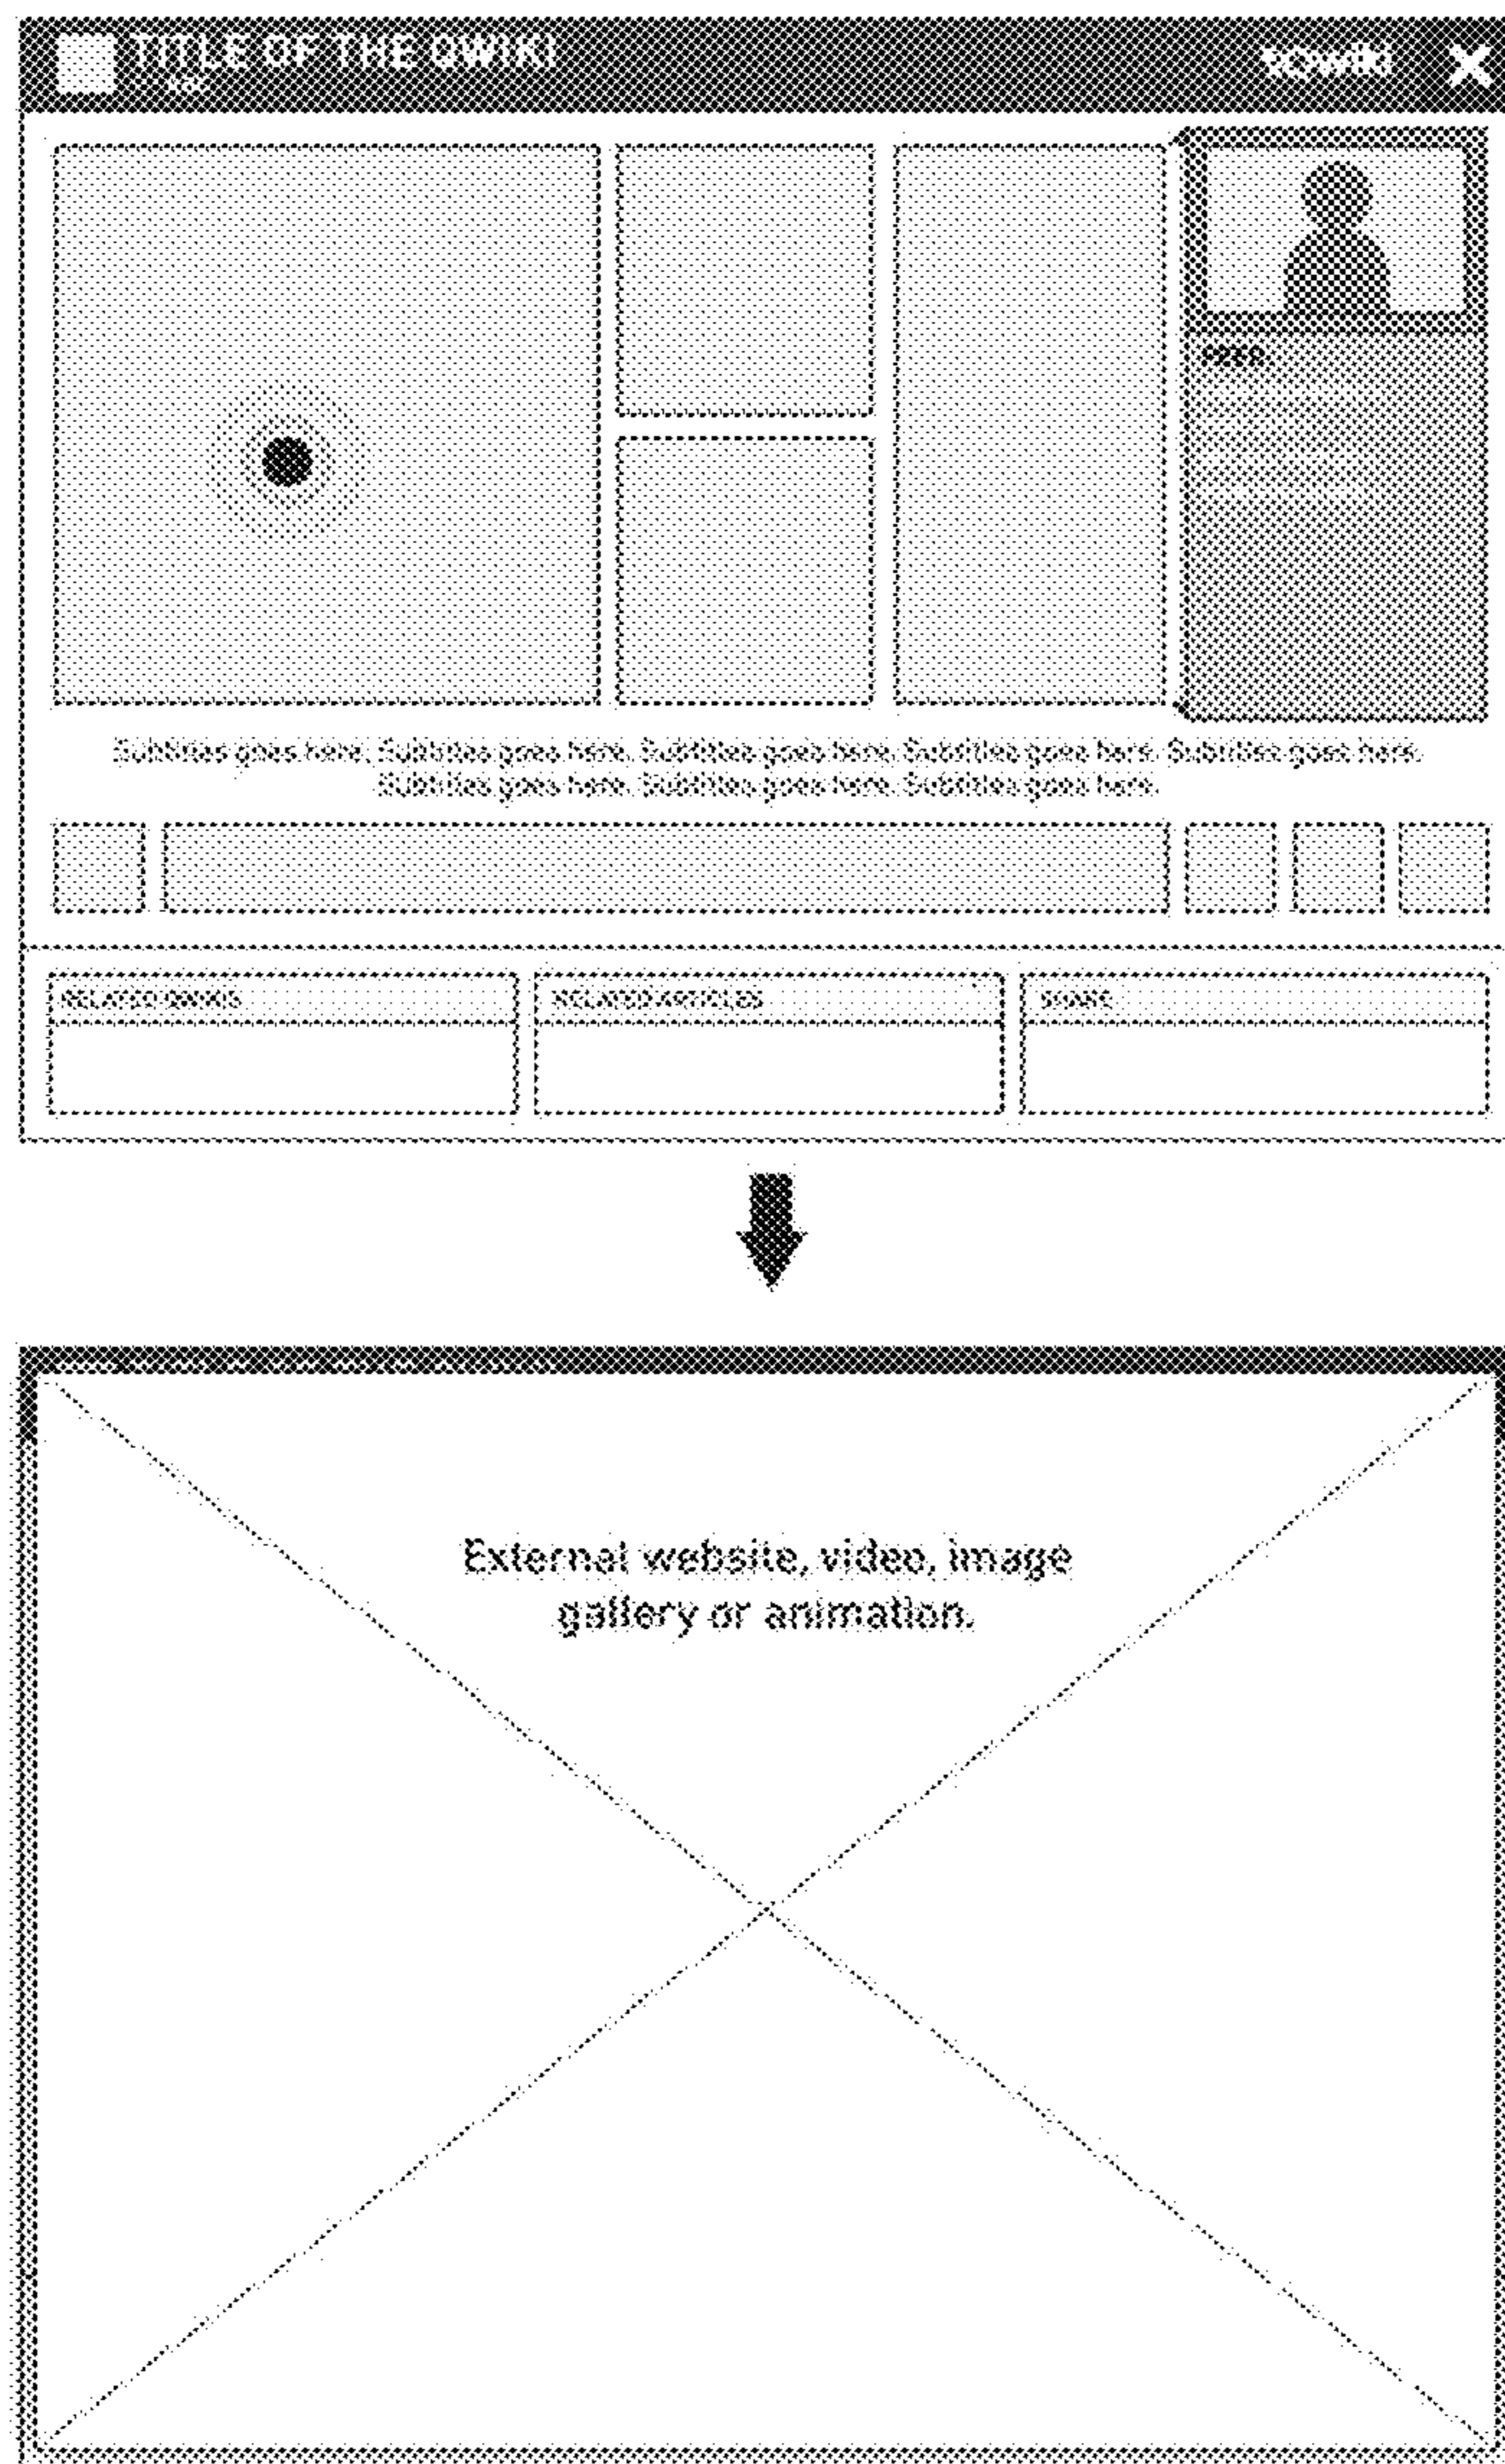 TITLE OF THE QWIKI
Qwiki
Subtitles goes here. Subtitles goes here. Subtitles goes here. Subtitles goes here. Subtitles goes here.
Subtitles goes here. Subtitles goes here. Subtitles goes here.
RELATED QWIKIS
RELATED ARTICLES
SHARE
External website, video, image
gallery or animation.